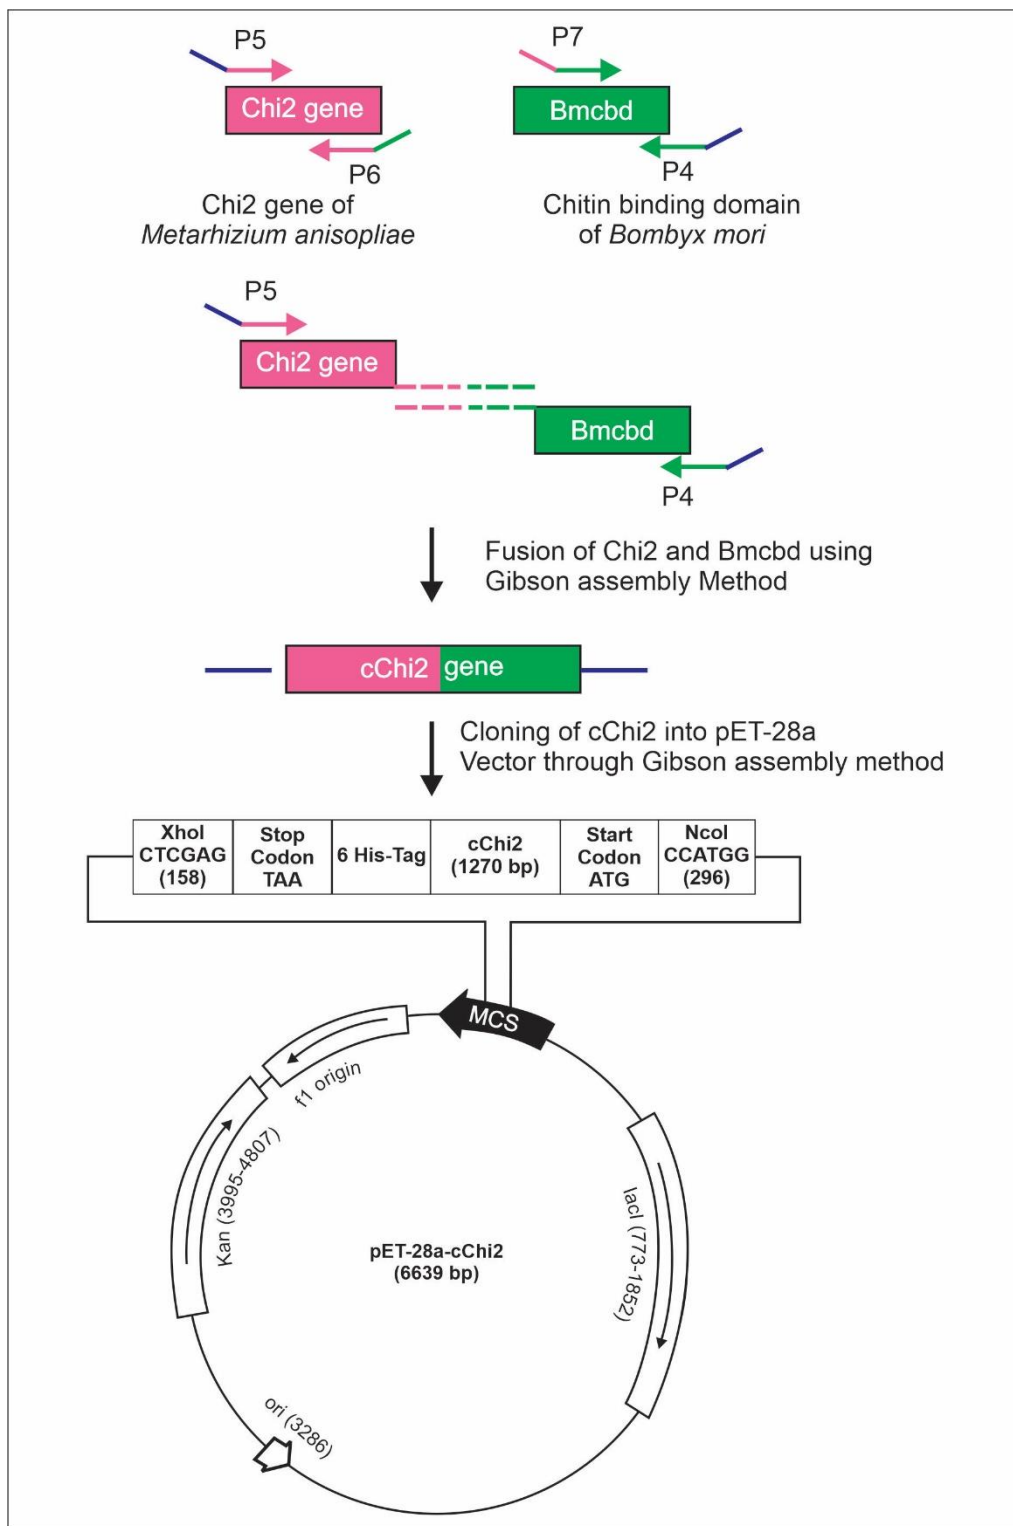 P5
P7
Chi2 gene
Bmcbd
P6
P4
Chi2 gene of
Metarhizium anisopliae
Chitin binding domain
of Bombyx mori
P5
Chi2 gene
Bmcbd
P4
Fusion of Chi2 and Bmcbd using
Gibson assembly Method
cChi2 gene
Cloning of cChi2 into pET-28a
Vector through Gibson assembly method
XhoI
CTCGAG
(158)
Stop
Codon
TAA
6 His-Tag
cChi2
(1270 bp)
Start
Codon
ATG
NcoI
CCATGG
(296)
MCS
f1 origin
Kan (3995-4807)
lacI (773-1852)
pET-28a-cChi2
(6639 bp)
ori (3286)